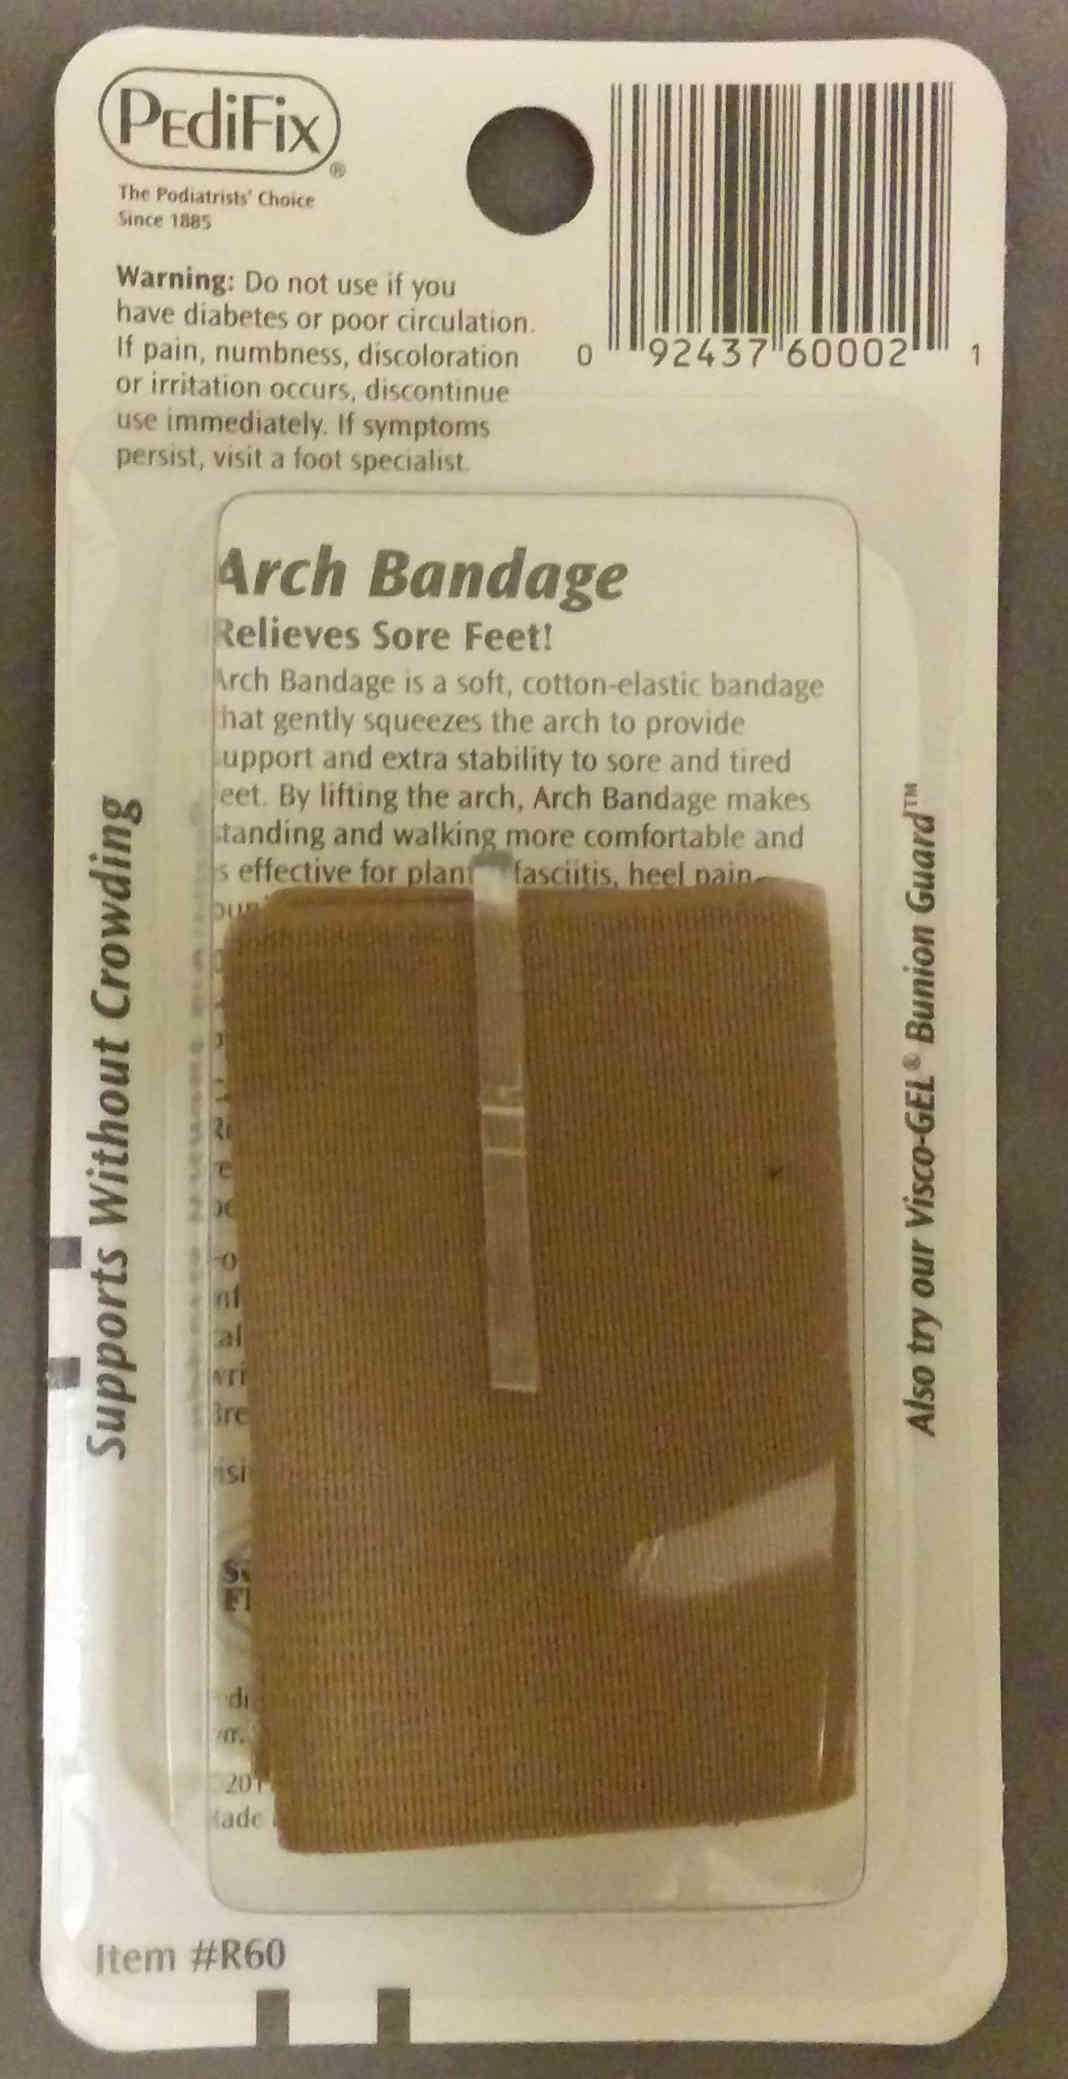 PediFix®
The Podiatrists' Choice
Since 1885
Warning: Do not use if you
have diabetes or poor circulation.
If pain, numbness, discoloration
or irritation occurs, discontinue
use immediately. If symptoms
persist, visit a foot specialist.
0 92437 60002 1
Arch Bandage
Relieves Sore Feet!
Arch Bandage is a soft, cotton-elastic bandage
that gently squeezes the arch to provide
support and extra stability to sore and tired
feet. By lifting the arch, Arch Bandage makes
standing and walking more comfortable and
is effective for fasciitis, heel pain
Supports Without Crowding
Also try our Visco-GEL® Bunion Guard™
Item #R60